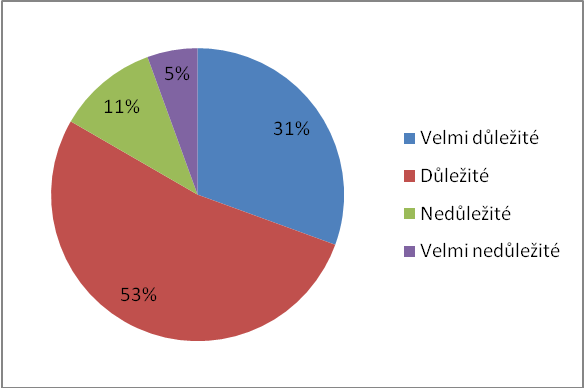 5%
11%
31%
53%
Velmi důležité
Důležité
Nedůležité
Velmi nedůležité